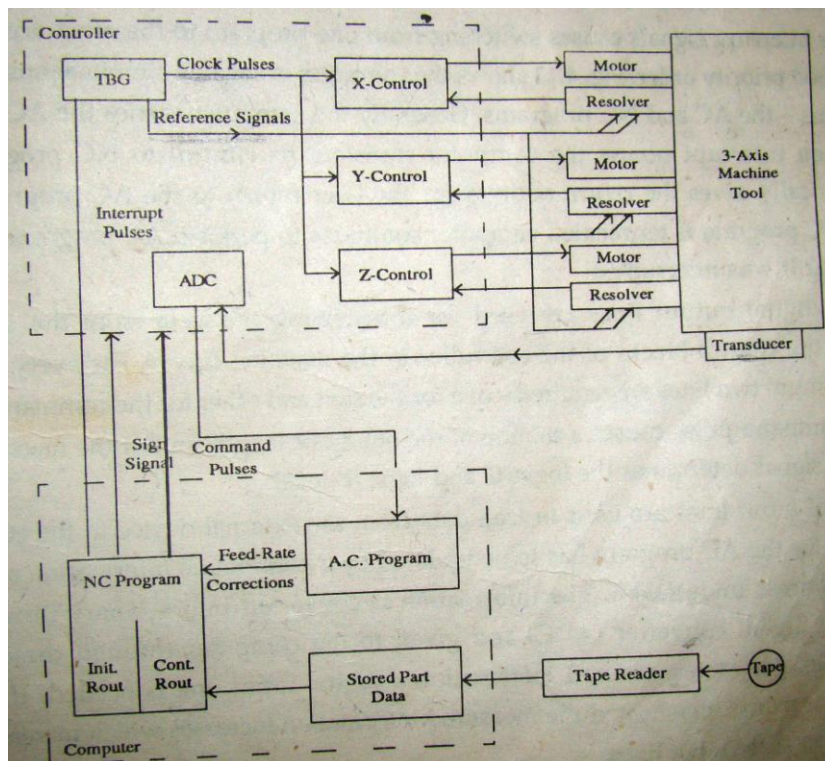 Controller
TBG
Clock Pulses
X-Control
Motor
Resolver
Reference Signals
Y-Control
Motor
Resolver
3-Axis
Machine
Tool
Interrupt
Pulses
ADC
Z-Control
Motor
Resolver
Transducer
Sign
Signal
Command
Pulses
NC Program
Feed-Rate
Corrections
A.C. Program
Init.
Rout
Cont.
Rout
Stored Part
Data
Tape Reader
Tape
Computer